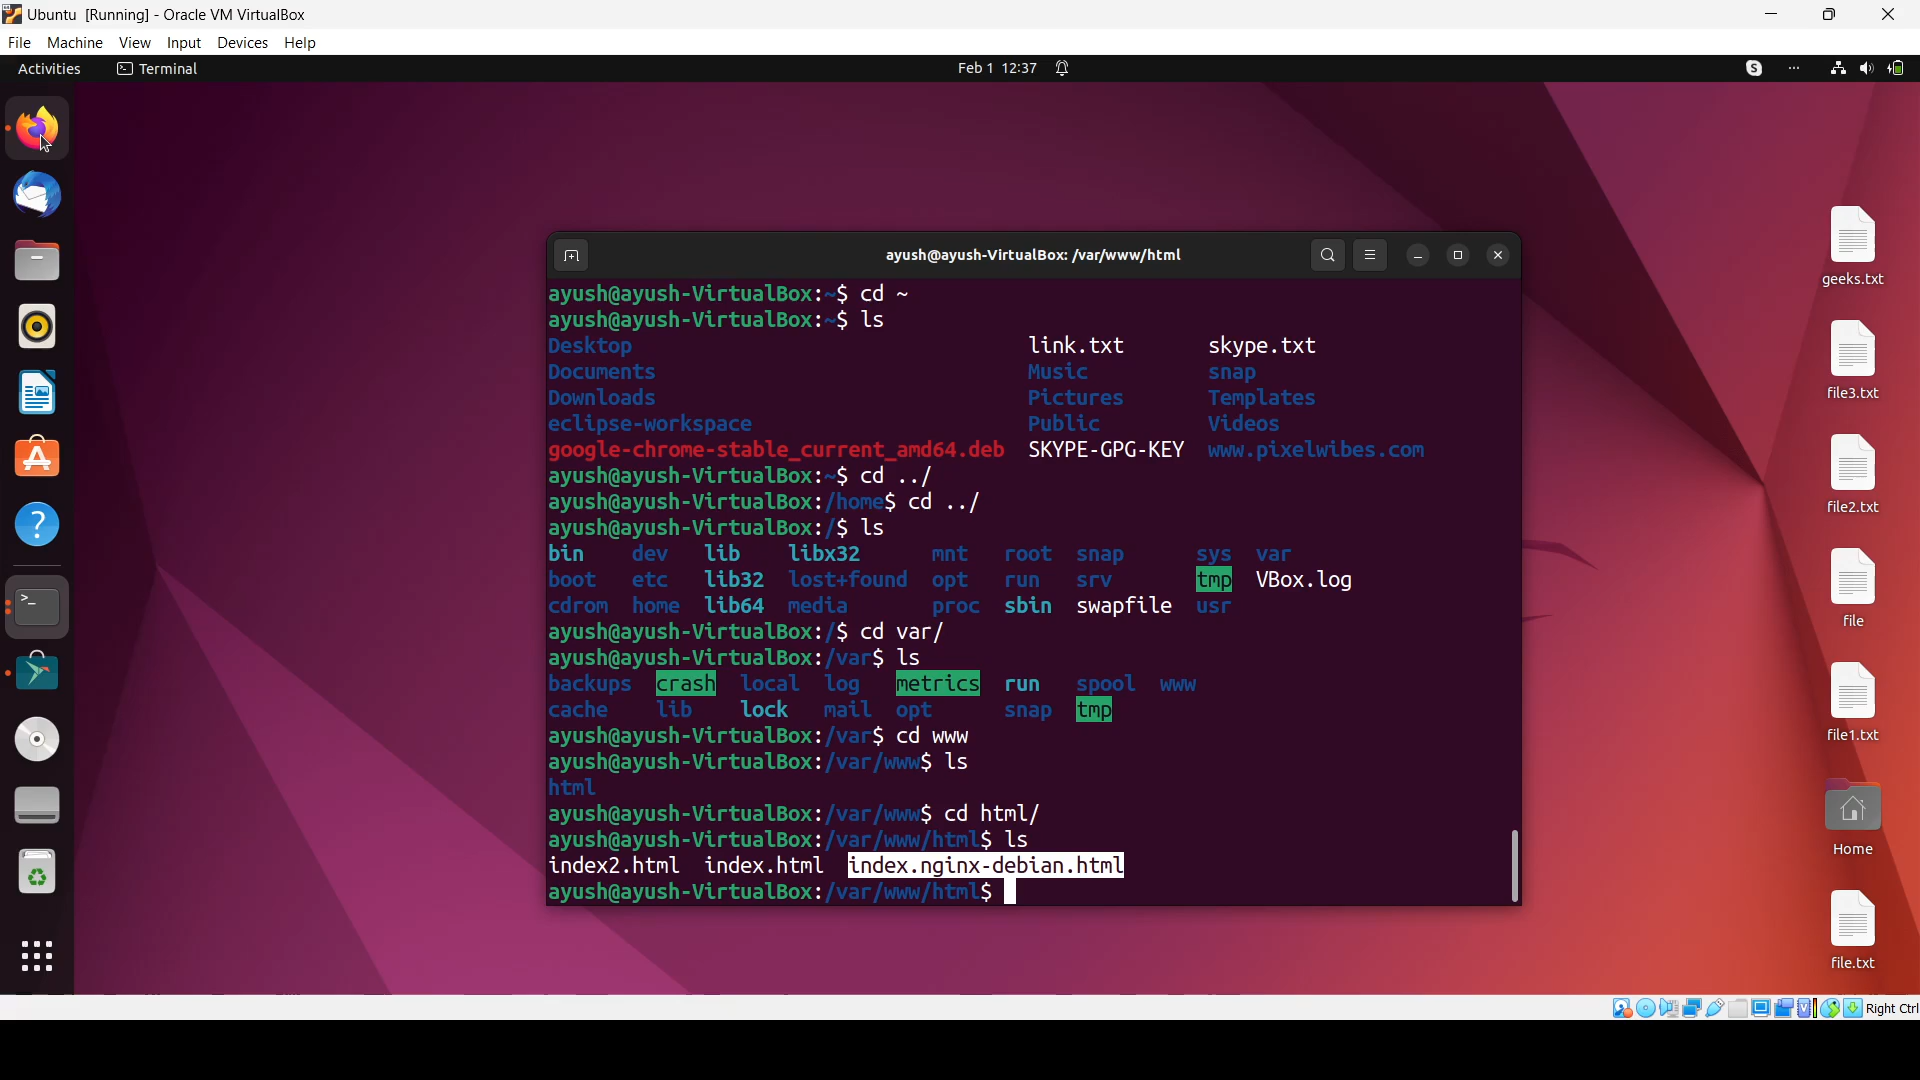 Ubuntu [Running] - Oracle VM VirtualBox
File Machine View Input Devices Help
Activities Terminal Feb 1 12:37
ayush@ayush-VirtualBox: /var/www/html
ayush@ayush-VirtualBox:~$ cd ~
ayush@ayush-VirtualBox:~$ ls
Desktop link.txt skype.txt
Documents Music snap
Downloads Pictures Templates
eclipse-workspace Public Videos
google-chrome-stable_current_amd64.deb SKYPE-GPG-KEY www.pixelwibes.com
ayush@ayush-VirtualBox:~$ cd ../
ayush@ayush-VirtualBox:/home$ cd ../
ayush@ayush-VirtualBox:/$ ls
bin dev lib libx32 mnt root snap sys var
boot etc lib32 lost+found opt run srv tmp VBox.log
cdrom home lib64 media proc sbin swapfile usr
ayush@ayush-VirtualBox:/$ cd var/
ayush@ayush-VirtualBox:/var$ ls
backups crash local log metrics run spool www
cache lib lock mail opt snap tmp
ayush@ayush-VirtualBox:/var$ cd www
ayush@ayush-VirtualBox:/var/www$ ls
html
ayush@ayush-VirtualBox:/var/www$ cd html/
ayush@ayush-VirtualBox:/var/www/html$ ls
index2.html index.html index.nginx-debian.html
ayush@ayush-VirtualBox:/var/www/html$
geeks.txt
file3.txt
file2.txt
file
file1.txt
Home
file.txt
Right Ctrl